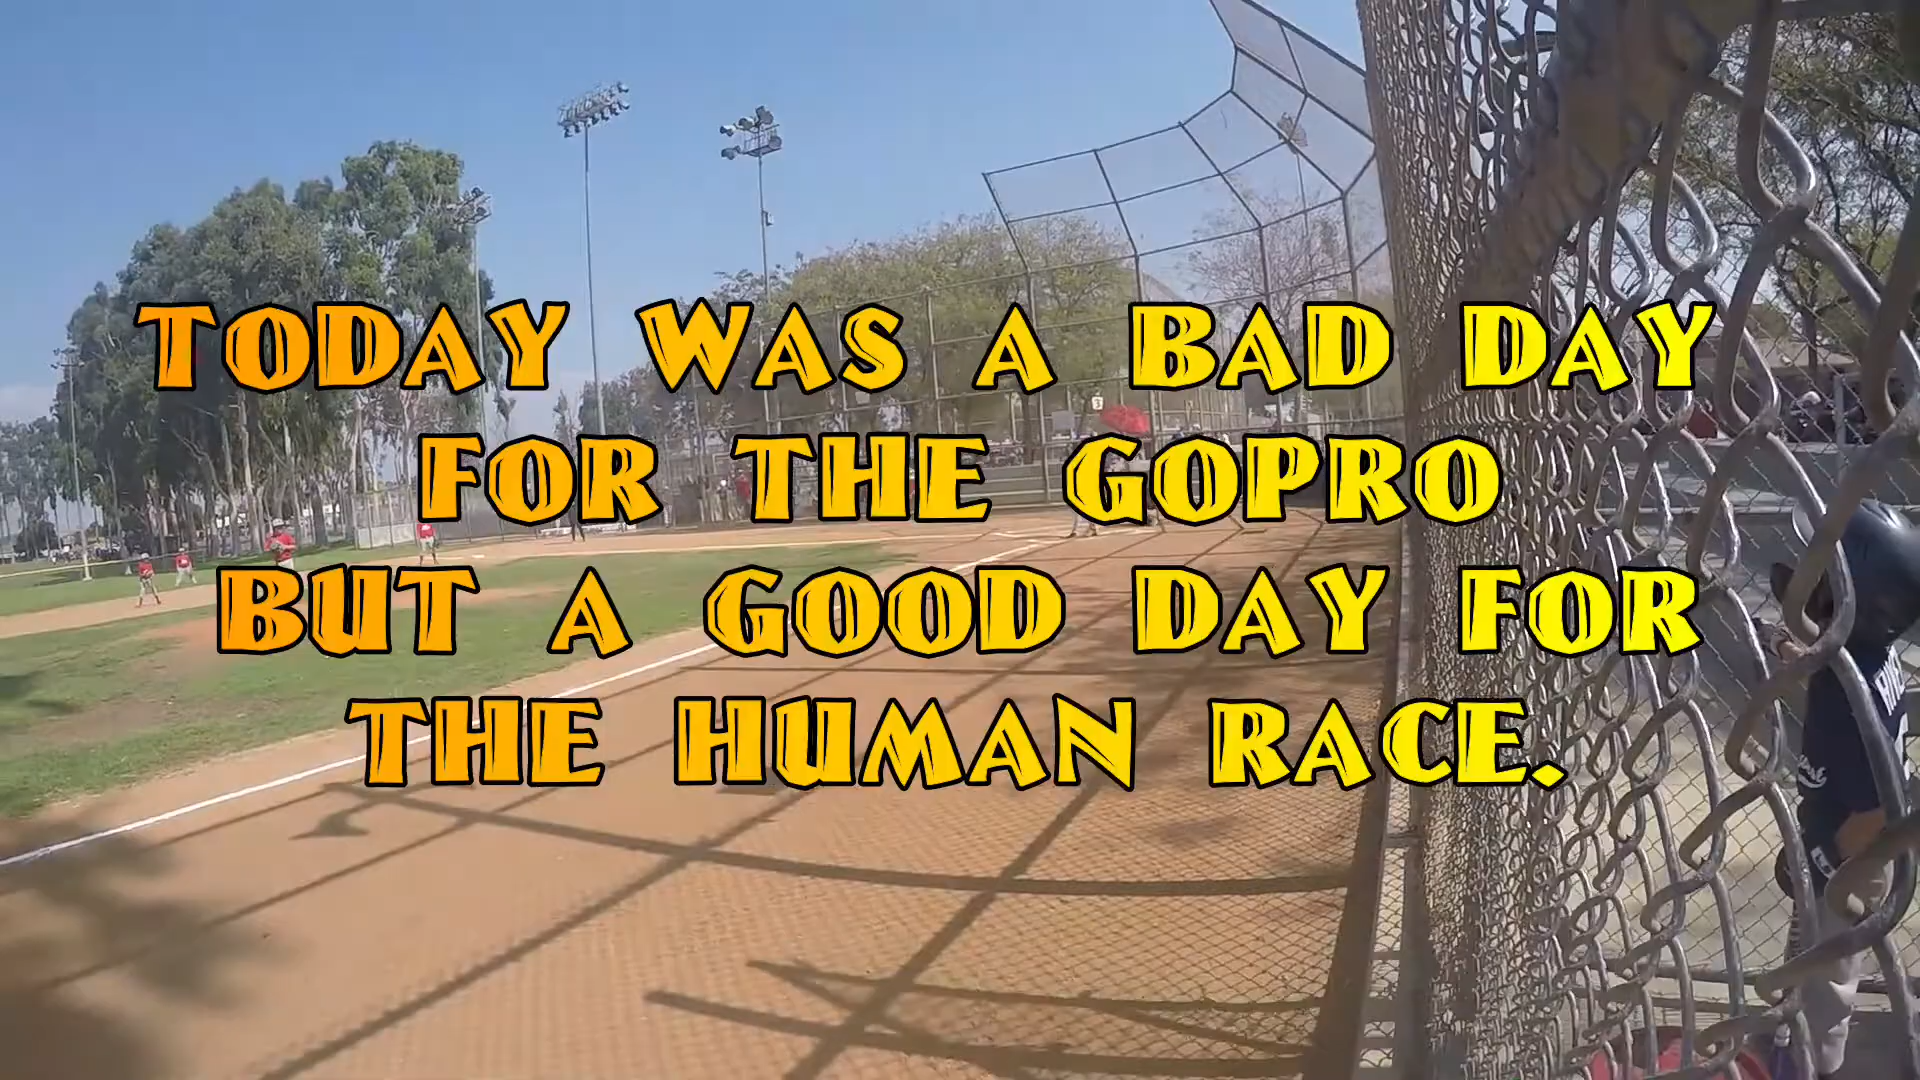 TODAY WAS A BAD DAY
FOR THE GOPRO
BUT A GOOD DAY FOR
THE HUMAN RACE.